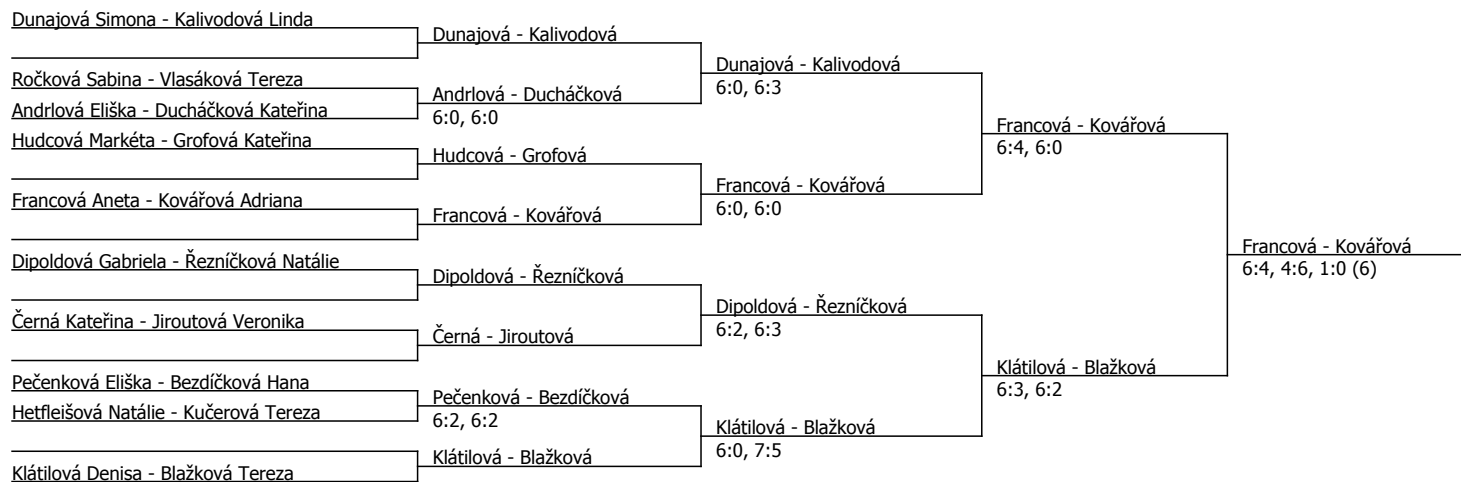 Dunajová Simona - Kalivodová Linda
Ročková Sabina - Vlasáková Tereza
Andrlová Eliška - Ducháčková Kateřina
Hudcová Markéta - Grofová Kateřina
Francová Aneta - Kovářová Adriana
Dipoldová Gabriela - Řezníčková Natálie
Černá Kateřina - Jiroutová Veronika
Pečenková Eliška - Bezdíčková Hana
Hetfleišová Natálie - Kučerová Tereza
Klátilová Denisa - Blažková Tereza
Dunajová - Kalivodová
Andrlová - Ducháčková
6:0, 6:0
Hudcová - Grofová
Francová - Kovářová
Dipoldová - Řezníčková
Černá - Jiroutová
Pečenková - Bezdíčková
6:2, 6:2
Klátilová - Blažková
Dunajová - Kalivodová
6:0, 6:3
Francová - Kovářová
6:0, 6:0
Dipoldová - Řezníčková
6:2, 6:3
Klátilová - Blažková
6:0, 7:5
Francová - Kovářová
6:4, 6:0
Klátilová - Blažková
6:3, 6:2
Francová - Kovářová
6:4, 4:6, 1:0 (6)